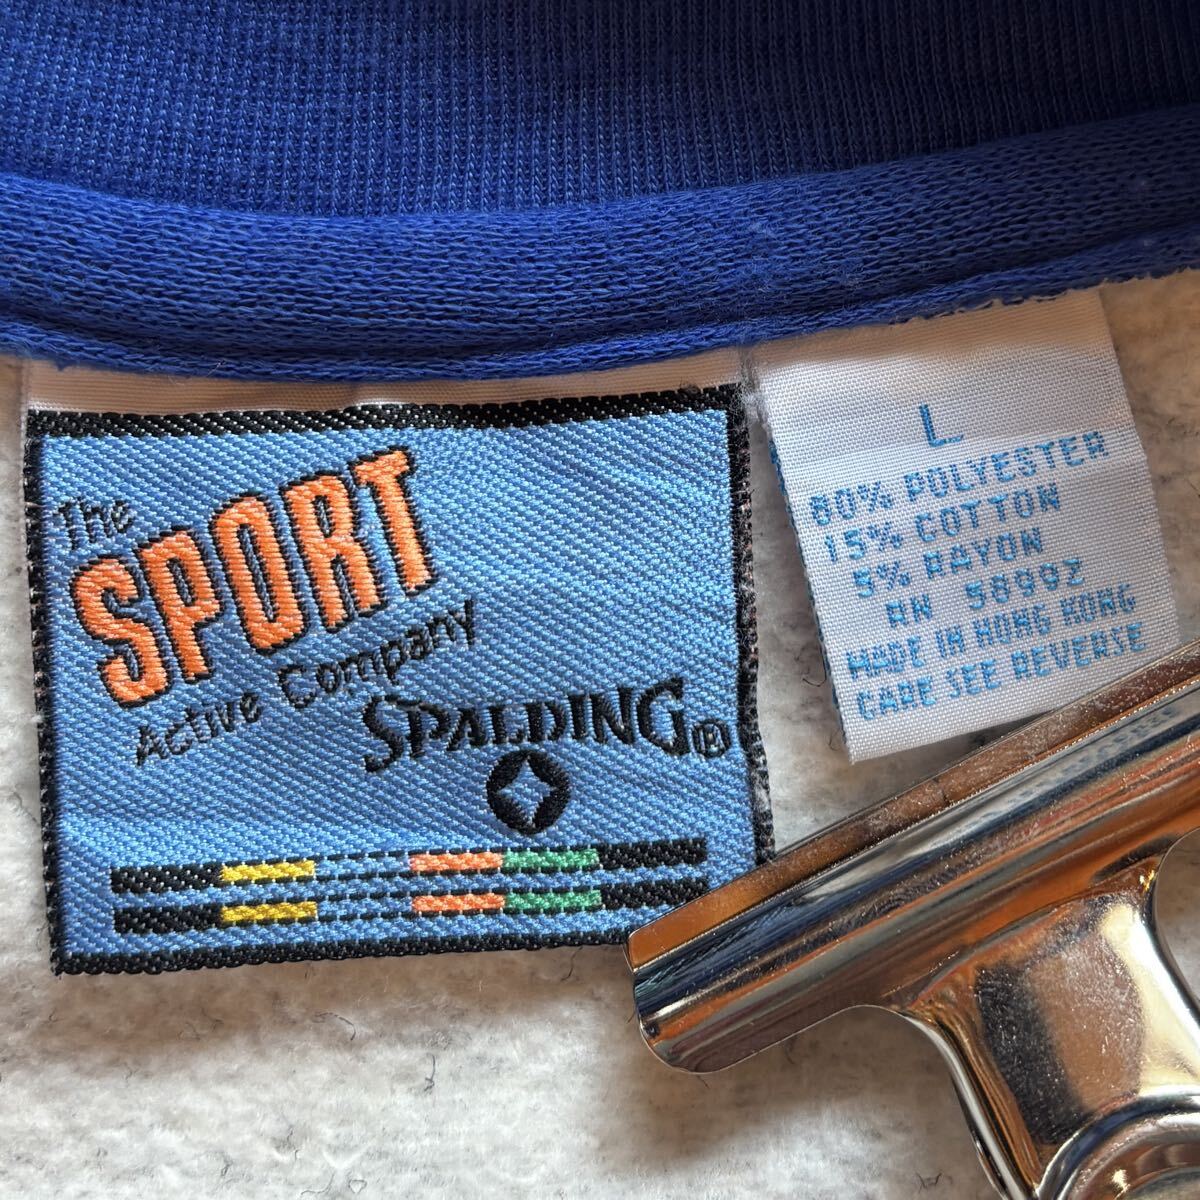 The
SPORT
Active Company
SPALDING®
L
80% POLYESTER
15% COTTON
5% RAYON
RN 58992
MADE IN HONG KONG
CARE SEE REVERSE